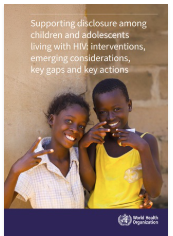 Supporting disclosure among
children and adolescents
living with HIV: interventions,
emerging considerations,
key gaps and key actions
World Health
Organization